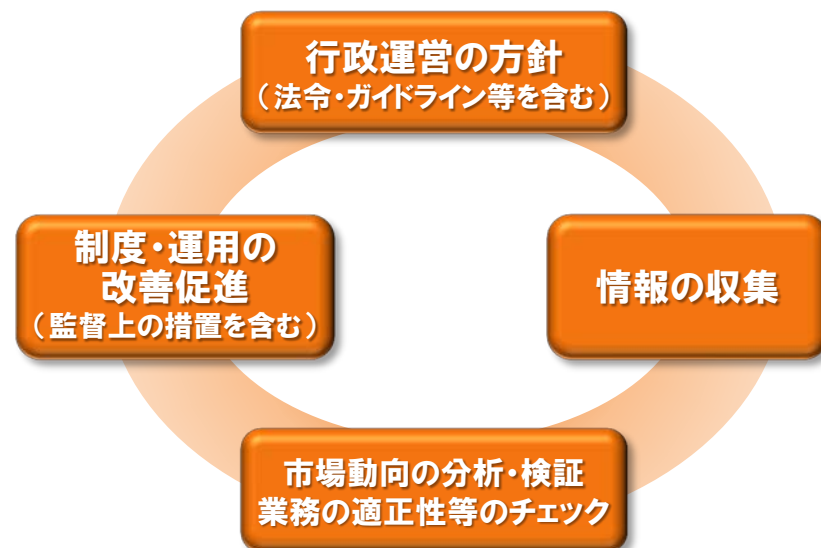 行政運営の方針
（法令・ガイドライン等を含む）
制度・運用の
改善促進
（監督上の措置を含む）
情報の収集
市場動向の分析・検証
業務の適正性等のチェック